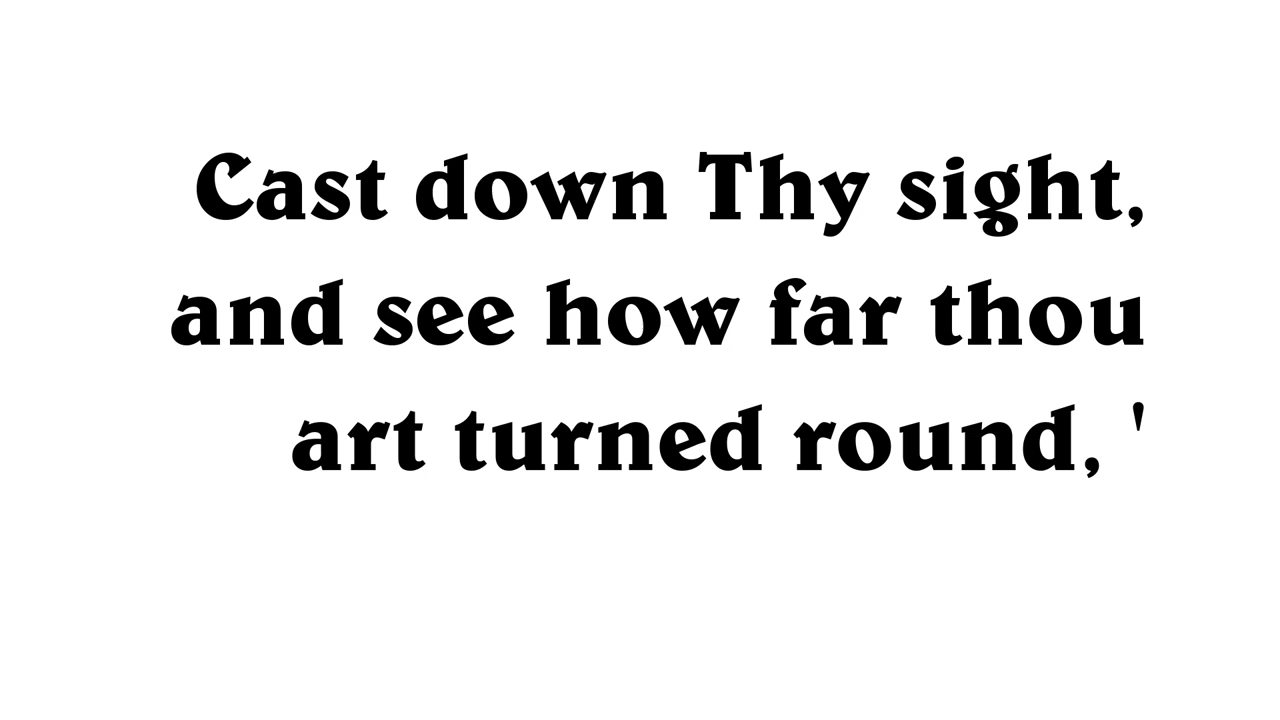 Cast down Thy sight,
and see how far thou
art turned round, '